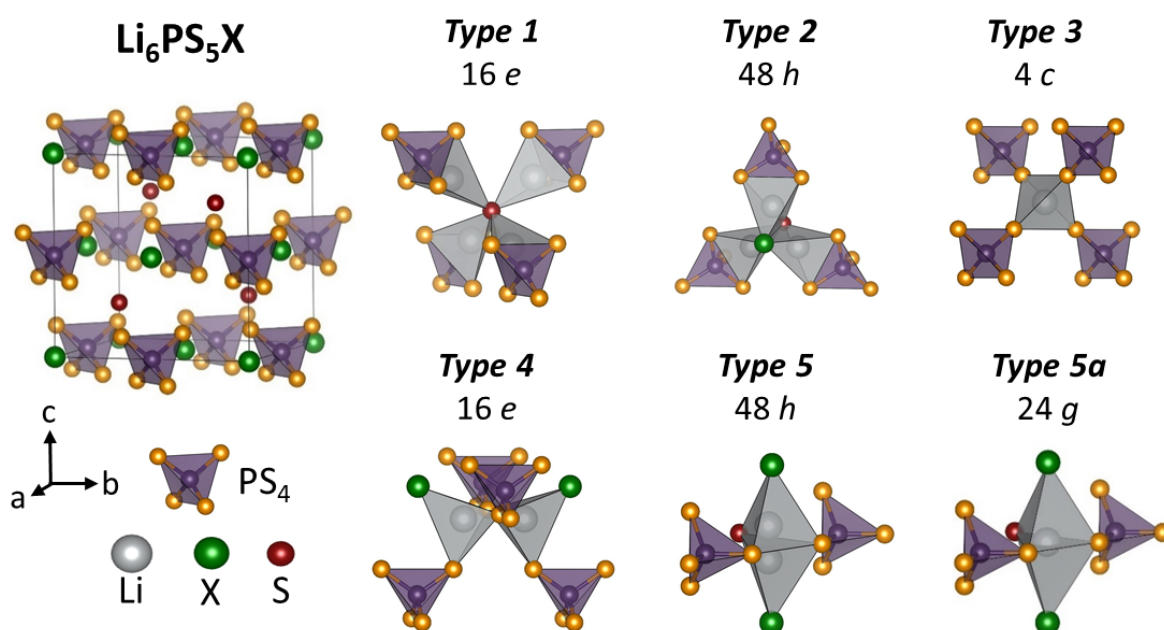 Li₆PS₅X
Type 1
16 e
Type 2
48 h
Type 3
4 c
Type 4
16 e
Type 5
48 h
Type 5a
24 g
c
a
b
PS₄
Li
X
S